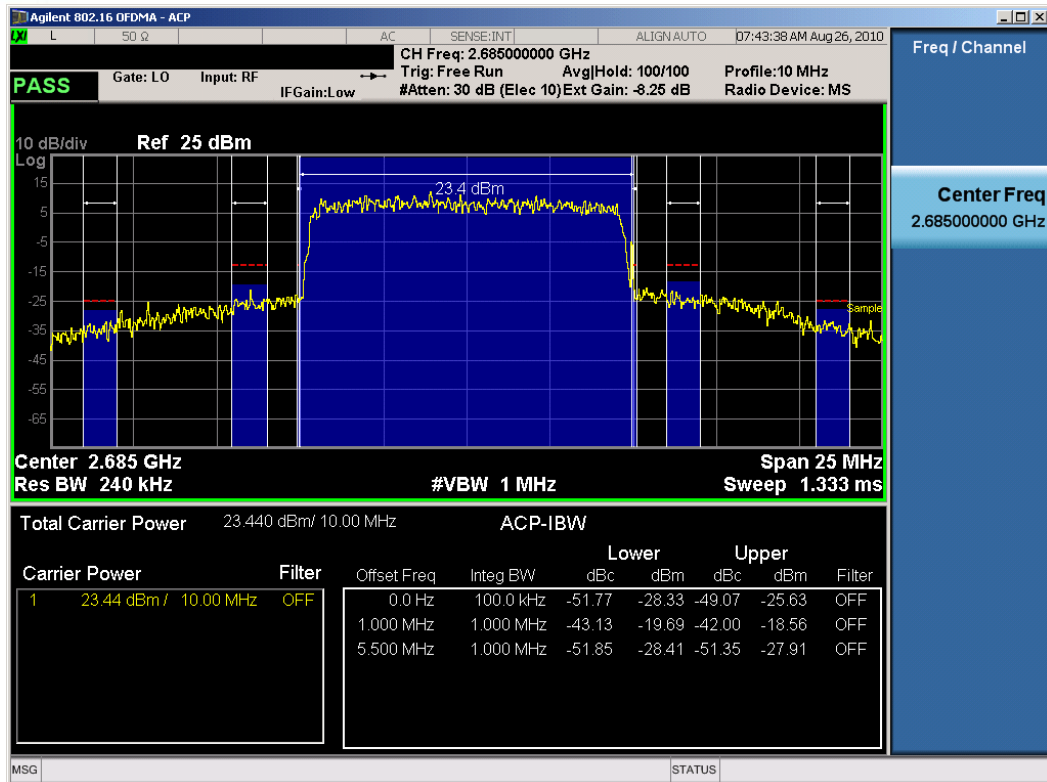 Agilent 802.16 OFDMA - ACP
LXI L 50 Ω AC SENSE:INT ALIGN AUTO 07:43:38 AM Aug 26, 2010
CH Freq: 2.685000000 GHz
PASS Gate: LO Input: RF Trig: Free Run Avg|Hold: 100/100 Profile:10 MHz
IFGain:Low #Atten: 30 dB (Elec 10) Ext Gain: -8.25 dB Radio Device: MS
Freq / Channel
Center Freq
2.685000000 GHz
10 dB/div Ref 25 dBm
Log
15
5
-5
-15
-25
-35
-45
-55
-65
23.4 dBm
Sample
Center 2.685 GHz Span 25 MHz
Res BW 240 kHz #VBW 1 MHz Sweep 1.333 ms
Total Carrier Power 23.440 dBm/ 10.00 MHz ACP-IBW
Lower Upper
Carrier Power Filter Offset Freq Integ BW dBc dBm dBc dBm Filter
1 23.44 dBm / 10.00 MHz OFF 0.0 Hz 100.0 kHz -51.77 -28.33 -49.07 -25.63 OFF
1.000 MHz 1.000 MHz -43.13 -19.69 -42.00 -18.56 OFF
5.500 MHz 1.000 MHz -51.85 -28.41 -51.35 -27.91 OFF
MSG STATUS